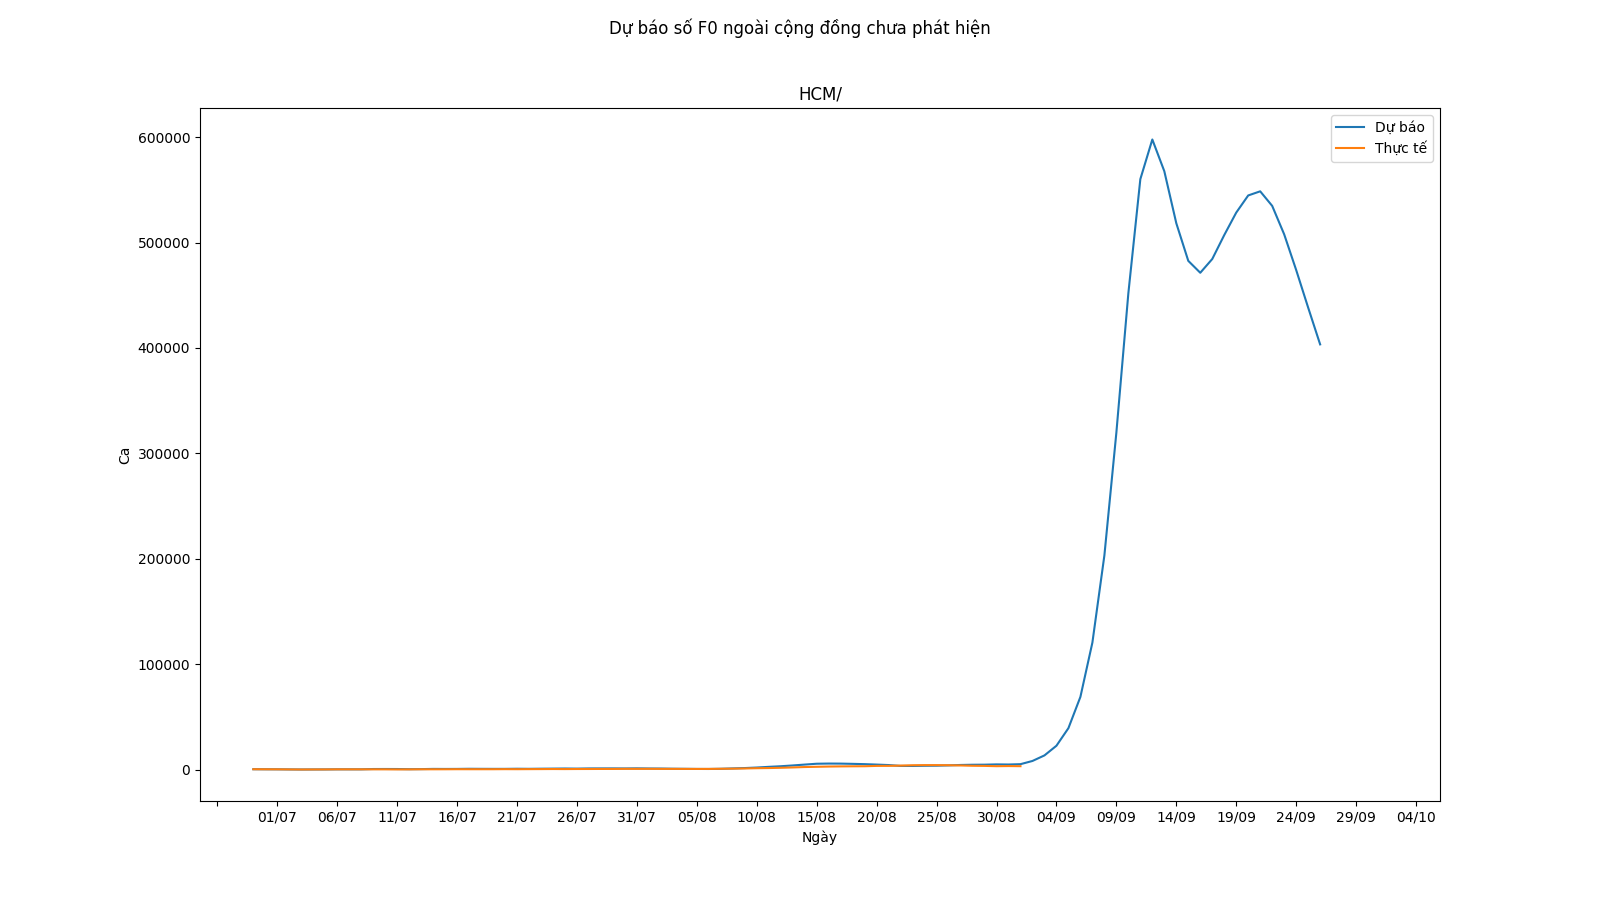 Dự báo số F0 ngoài cộng đồng chưa phát hiện
HCM/
Dự báo
Thực tế
600000
500000
400000
300000
200000
100000
0
Ca
01/07 06/07 11/07 16/07 21/07 26/07 31/07 05/08 10/08 15/08 20/08 25/08 30/08 04/09 09/09 14/09 19/09 24/09 29/09 04/10
Ngày